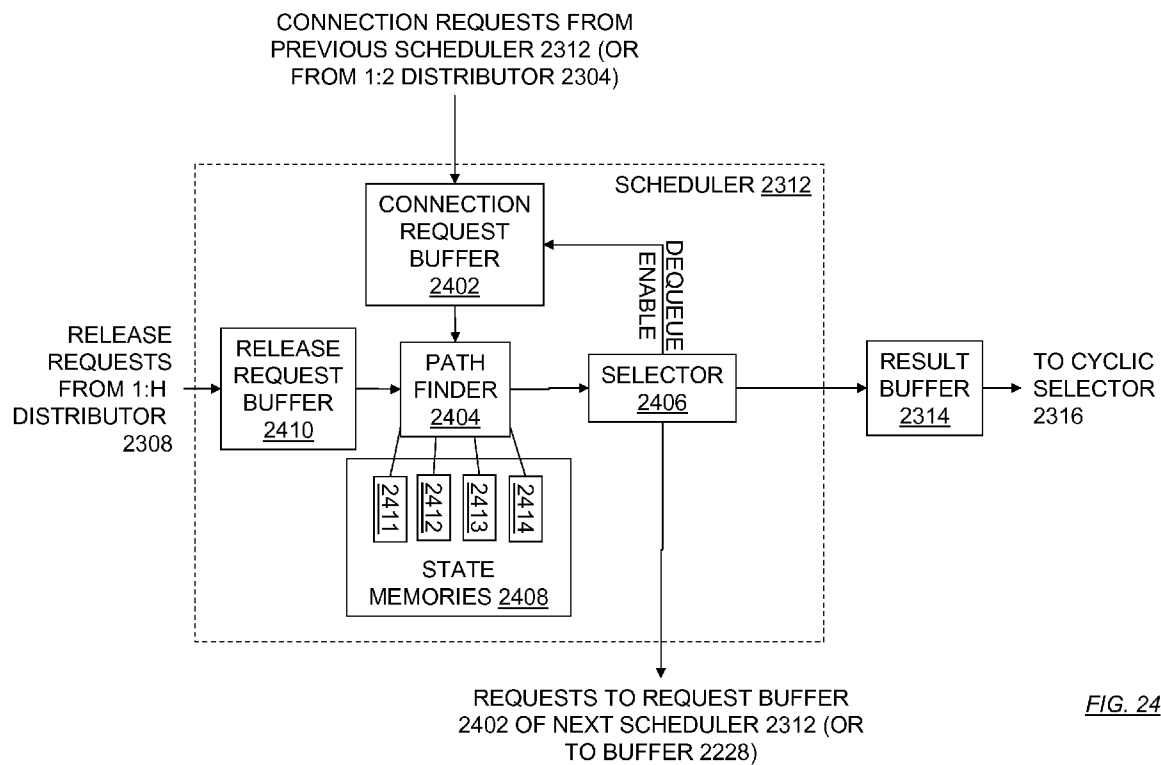 CONNECTION REQUESTS FROM
PREVIOUS SCHEDULER 2312 (OR
FROM 1:2 DISTRIBUTOR 2304)
SCHEDULER 2312
CONNECTION
REQUEST
BUFFER
2402
DEQUEUE
ENABLE
RELEASE
REQUESTS
FROM 1:H
DISTRIBUTOR
2308
RELEASE
REQUEST
BUFFER
2410
PATH
FINDER
2404
SELECTOR
2406
RESULT
BUFFER
2314
TO CYCLIC
SELECTOR
2316
2411
2412
2413
2414
STATE
MEMORIES 2408
REQUESTS TO REQUEST BUFFER
2402 OF NEXT SCHEDULER 2312 (OR
TO BUFFER 2228)
FIG. 24